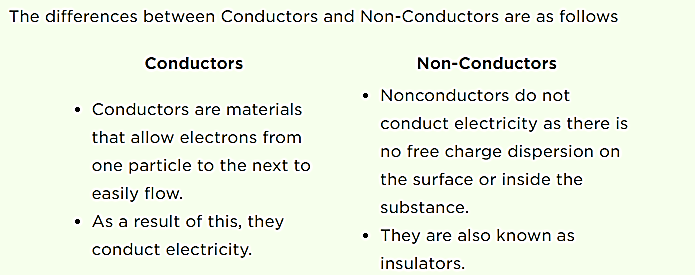 The differences between Conductors and Non-Conductors are as follows
Conductors
• Conductors are materials
that allow electrons from
one particle to the next to
easily flow.
• As a result of this, they
conduct electricity.
Non-Conductors
• Nonconductors do not
conduct electricity as there is
no free charge dispersion on
the surface or inside the
substance.
• They are also known as
insulators.